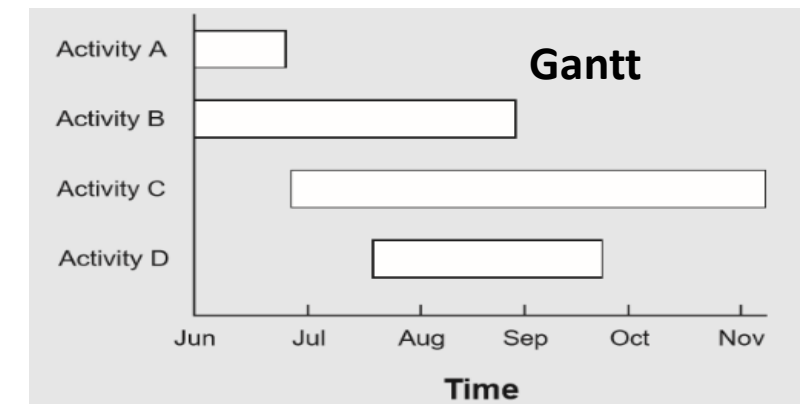 Activity A
Gantt
Activity B
Activity C
Activity D
Jun Jul Aug Sep Oct Nov
Time